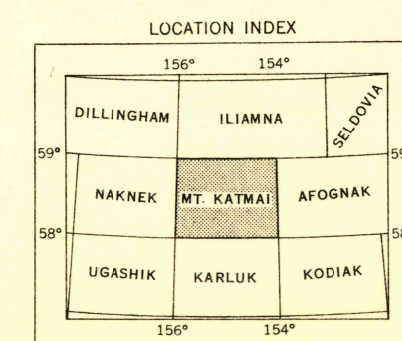 LOCATION INDEX
156° 154°
DILLINGHAM ILIAMNA SELDOVIA
59° 59
NAKNEK MT. KATMAI AFOGNAK
58° 58
UGASHIK KARLUK KODIAK
156° 154°